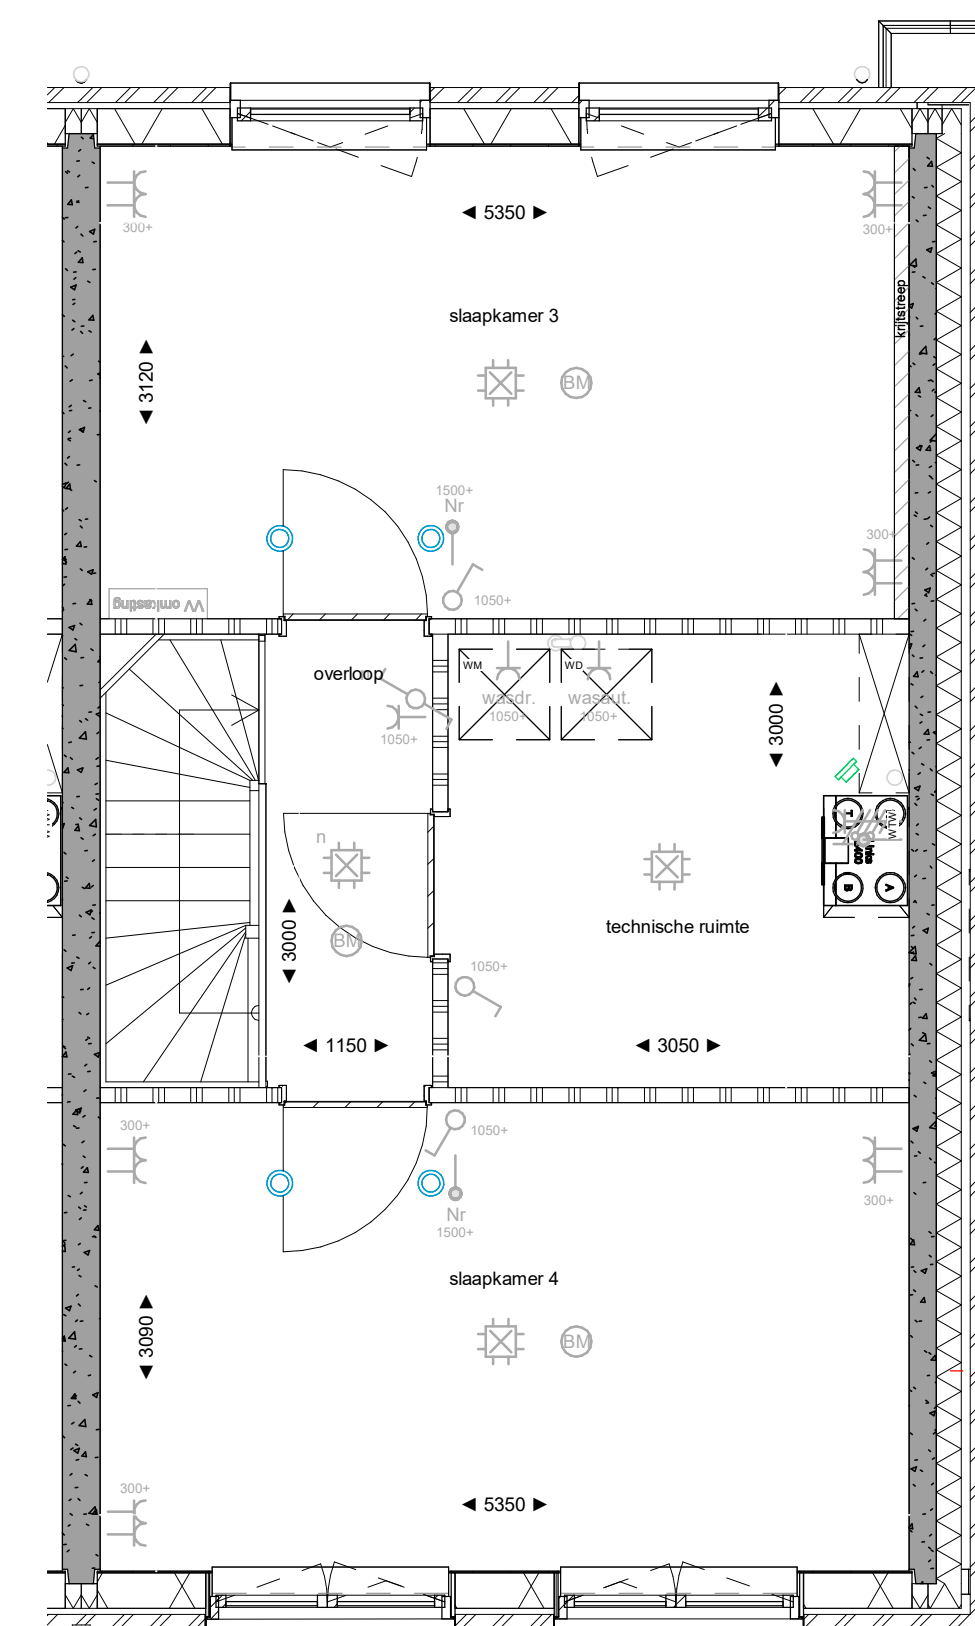 300+
5350
300+
slaapkamer 3
krijtstreep
3120
BM
1500+
Nr
300+
1050+
VV omkasting
overloop
WM
WD
wasdr.
wasaut.
1050+
1050+
1050+
3000
n
T
WLW
B
A
BM
3000
technische ruimte
1050+
1150
3050
300+
1050+
300+
Nr
1500+
slaapkamer 4
BM
3090
300+
5350